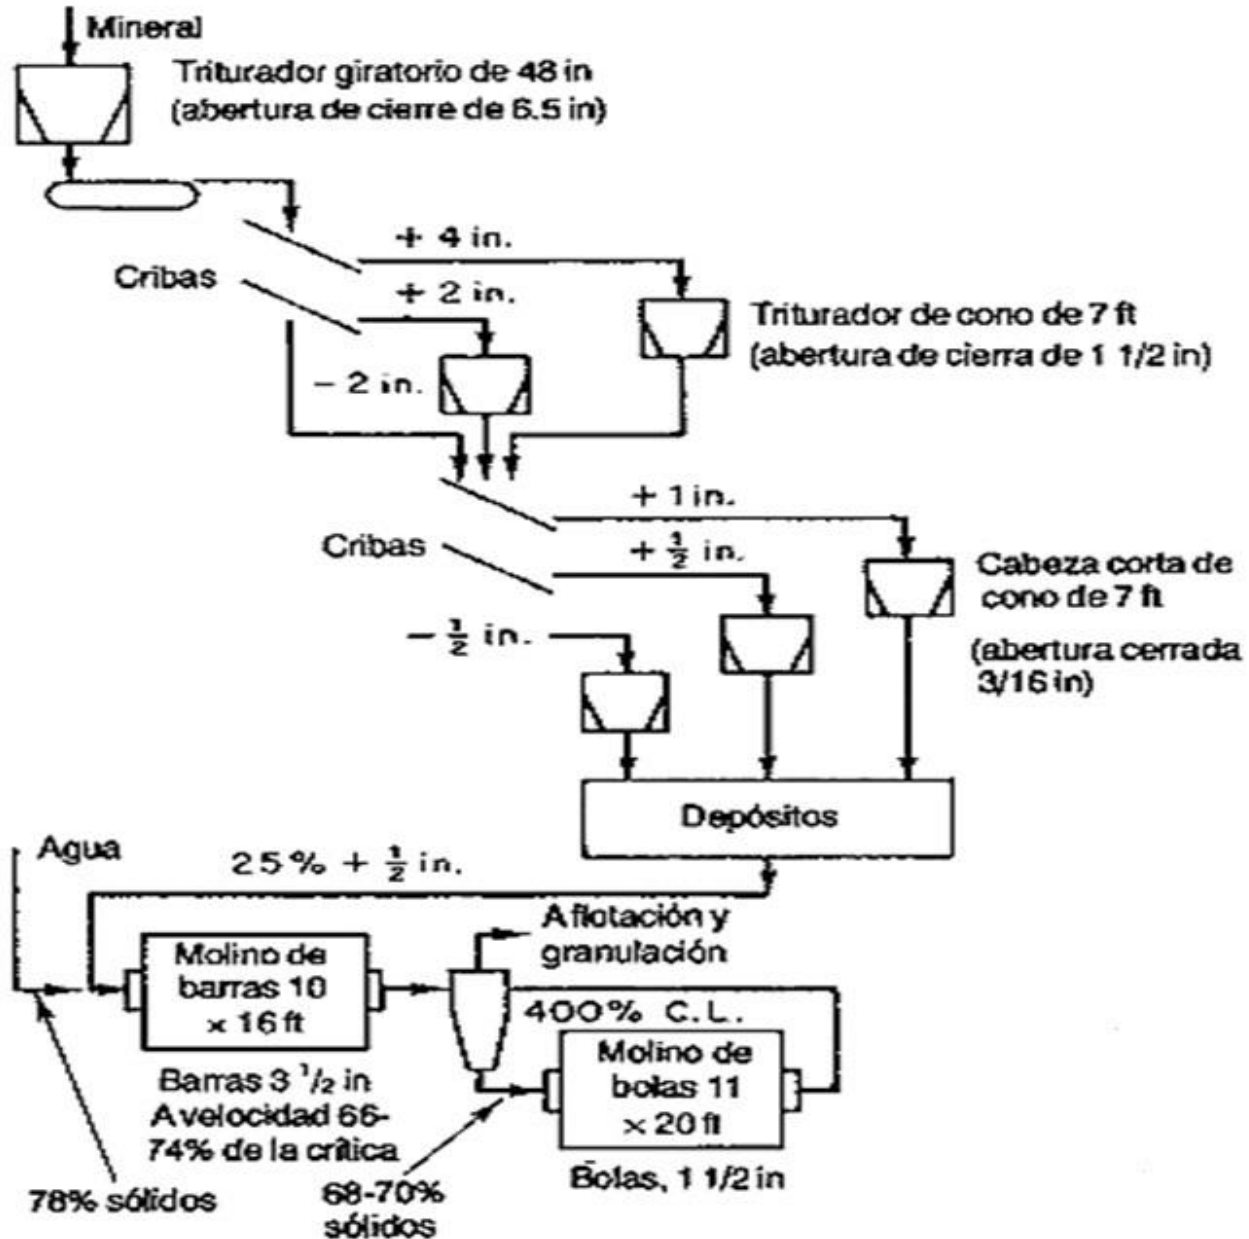 Mineral
Triturador giratorio de 48 in
(abertura de cierre de 6.5 in)
+ 4 in.
Cribas
+ 2 in.
Triturador de cono de 7 ft
(abertura de cierra de 1 1/2 in)
- 2 in.
+ 1 in.
Cribas
+ 1/2 in.
Cabeza corta de
cono de 7 ft
- 1/2 in.
(abertura cerrada
3/16 in)
Depósitos
Agua
25% + 1/2 in.
A flotación y
granulación
Molino de
barras 10
x 16 ft
400% C.L.
Molino de
bolas 11
x 20 ft
Barras 3 1/2 in
A velocidad 66-
74% de la crítica
Bolas, 1 1/2 in
78% sólidos
68-70%
sólidos